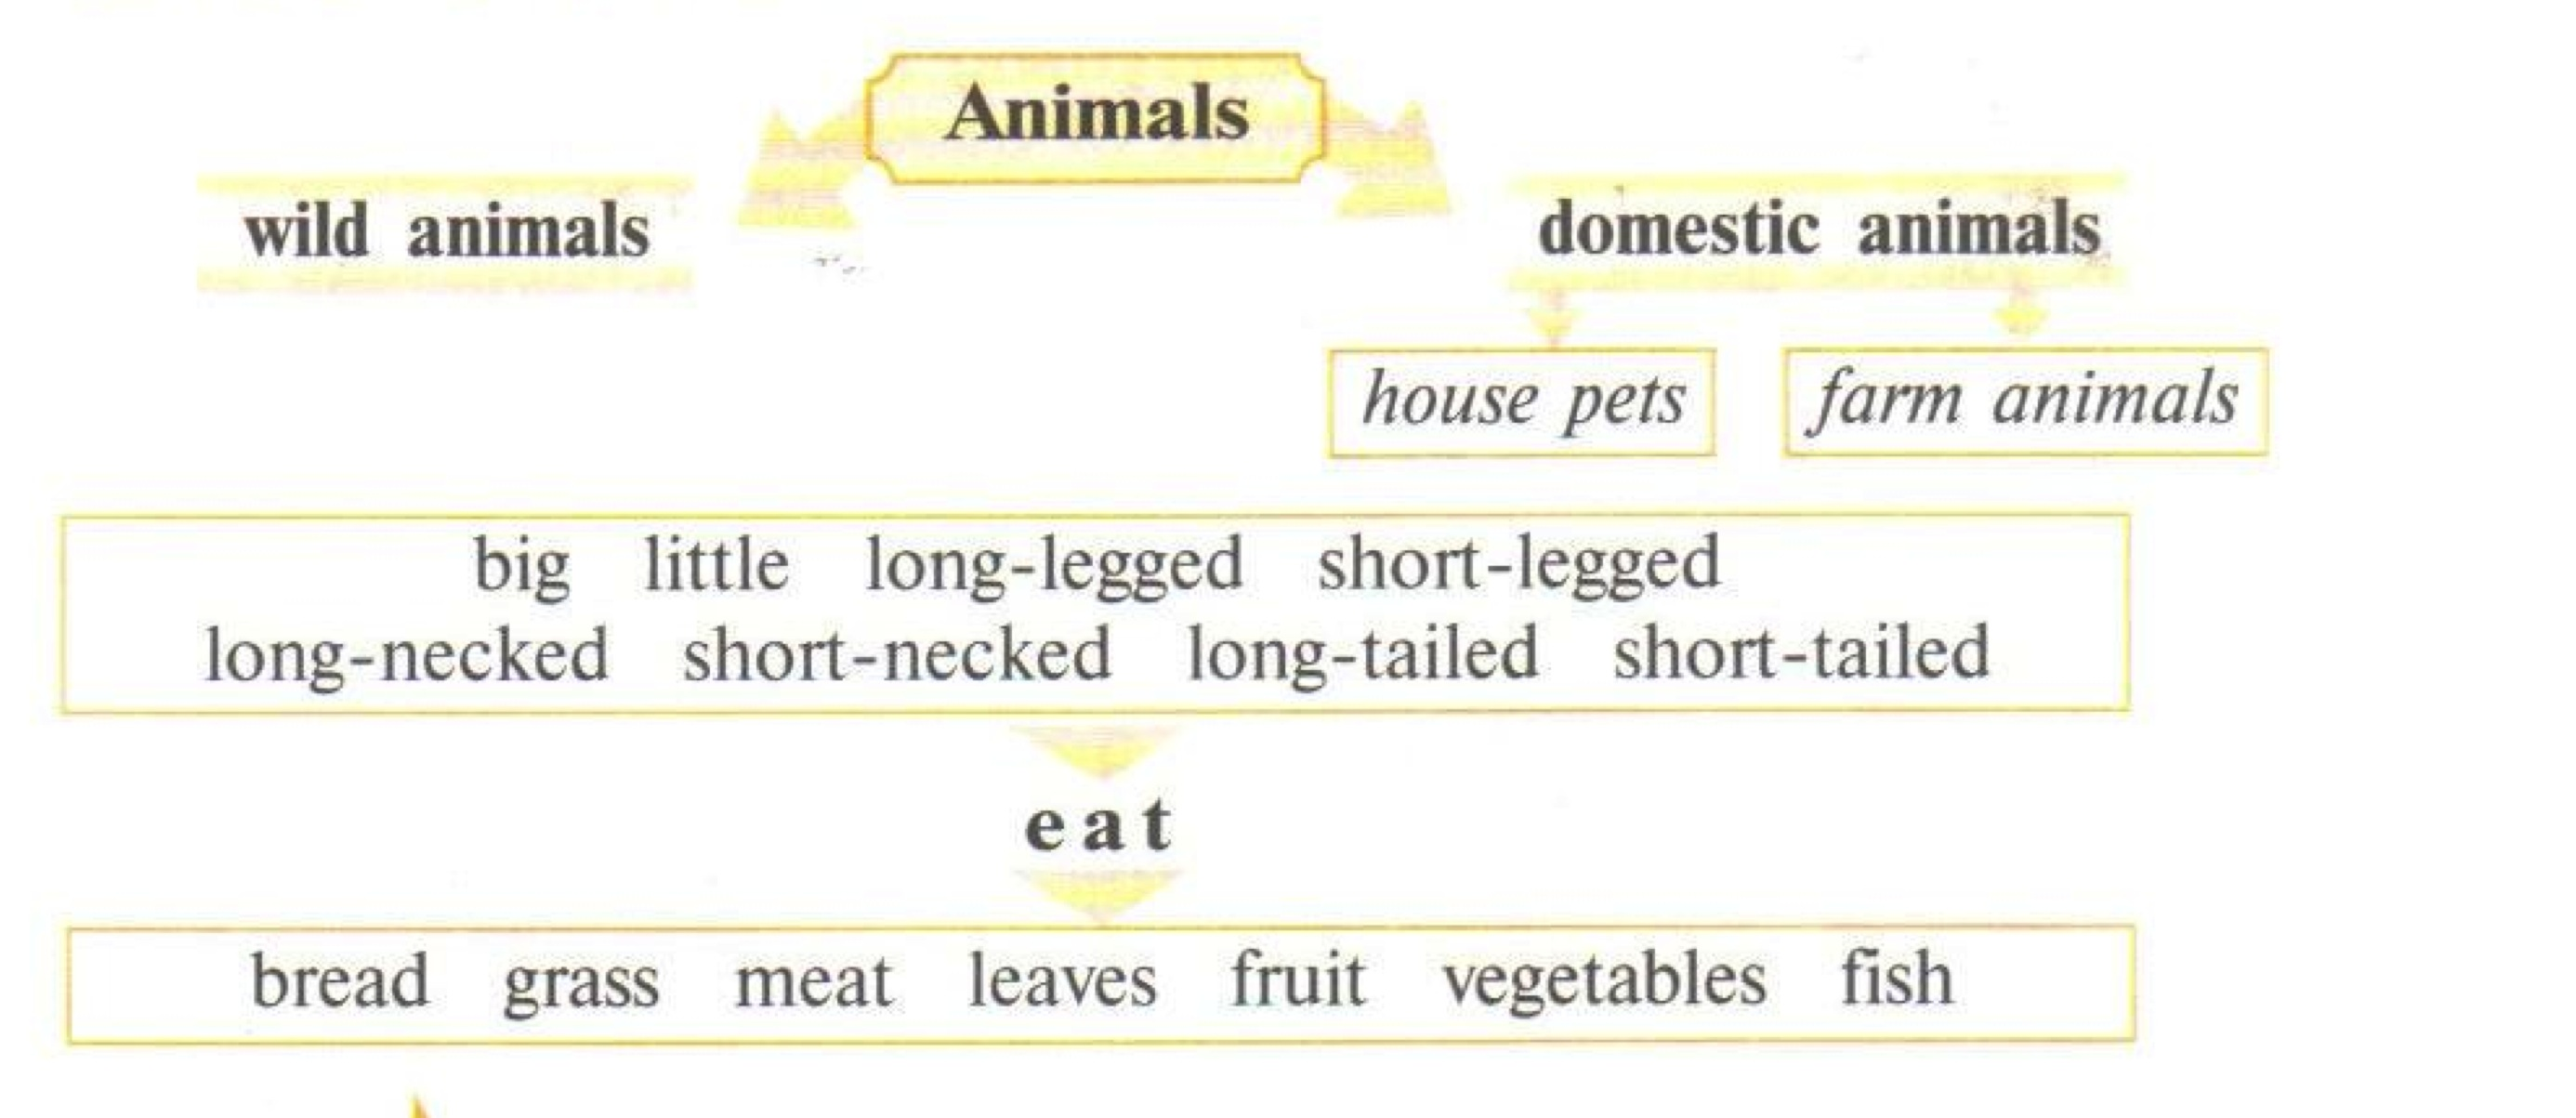 Animals
wild animals
domestic animals
house pets
farm animals
big little long-legged short-legged
long-necked short-necked long-tailed short-tailed
eat
bread grass meat leaves fruit vegetables fish